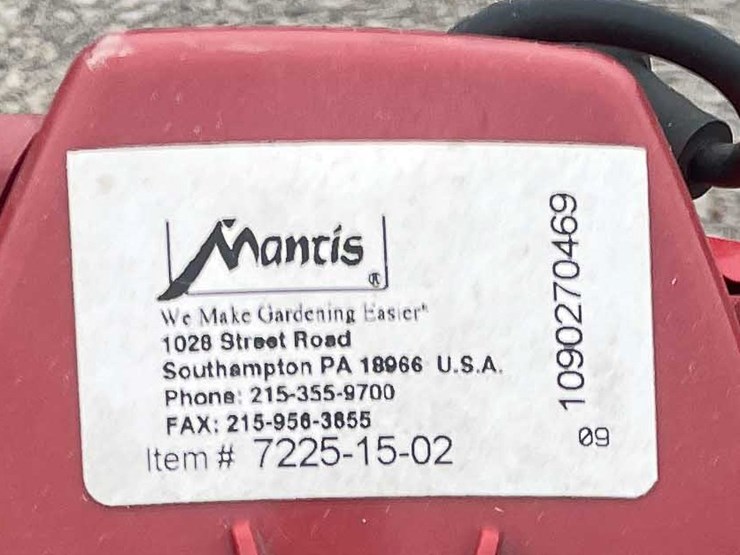 Mantis®
We Make Gardening Easier®
1028 Street Road
Southampton PA 18966 U.S.A.
Phone: 215-355-9700
FAX: 215-956-3855
Item # 7225-15-02
1090270469
09